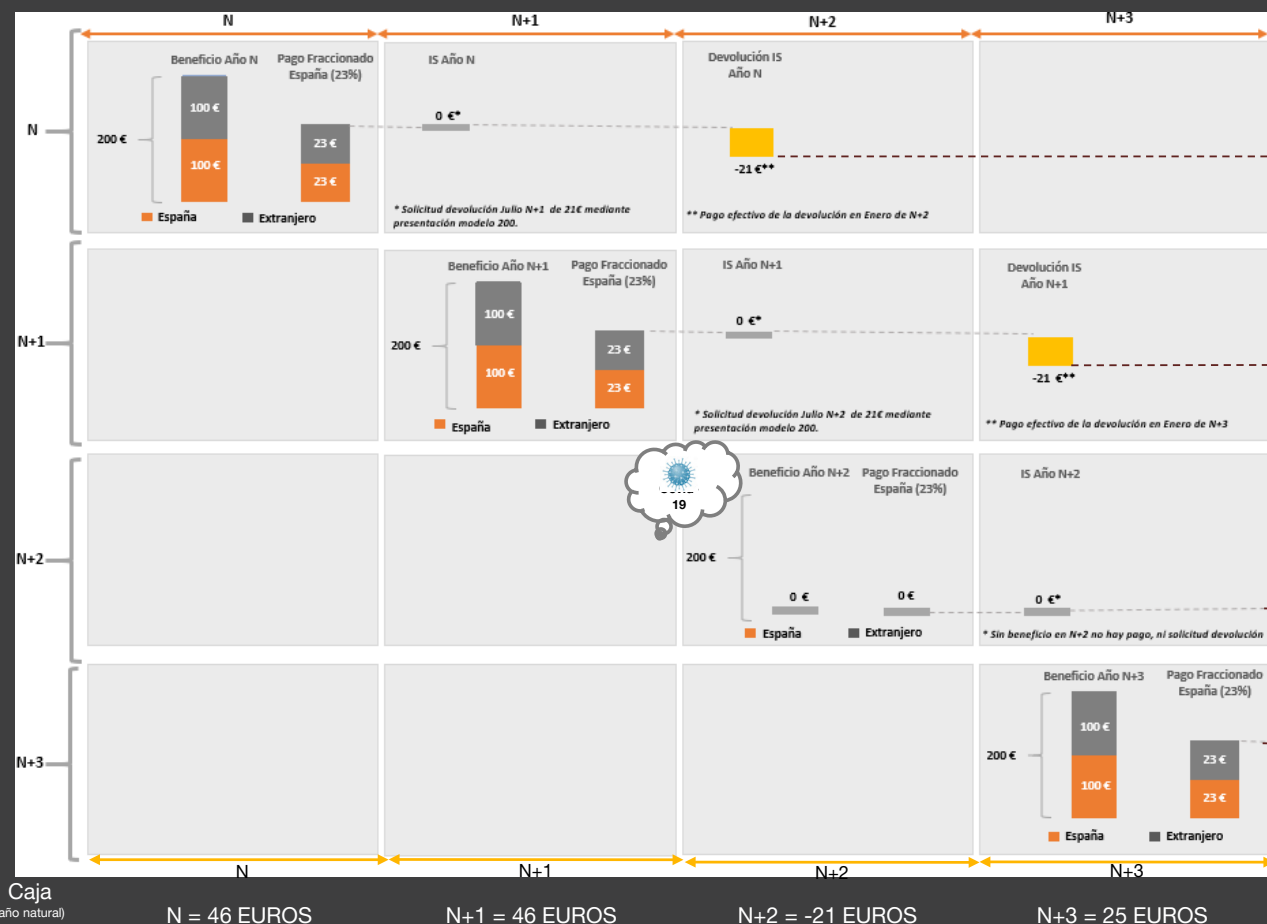 N
N+1
N+2
N+3
N
Beneficio Año N
Pago Fraccionado
España (23%)
200 €
100 €
100 €
23 €
23 €
España
Extranjero
IS Año N
0 €*
* Solicitud devolución Julio N+1 de 21€ mediante
presentación modelo 200.
Devolución IS
Año N
-21 €**
** Pago efectivo de la devolución en Enero de N+2
N+1
Beneficio Año N+1
Pago Fraccionado
España (23%)
200 €
100 €
100 €
23 €
23 €
España
Extranjero
IS Año N+1
0 €*
* Solicitud devolución Julio N+2 de 21€ mediante
presentación modelo 200.
Devolución IS
Año N+1
-21 €**
** Pago efectivo de la devolución en Enero de N+3
N+2
19
Beneficio Año N+2
Pago Fraccionado
España (23%)
200 €
0 €
0 €
España
Extranjero
IS Año N+2
0 €*
* Sin beneficio en N+2 no hay pago, ni solicitud devolución
N+3
Beneficio Año N+3
Pago Fraccionado
España (23%)
200 €
100 €
100 €
23 €
23 €
España
Extranjero
N
N+1
N+2
N+3
Caja
año natural)
N = 46 EUROS
N+1 = 46 EUROS
N+2 = -21 EUROS
N+3 = 25 EUROS